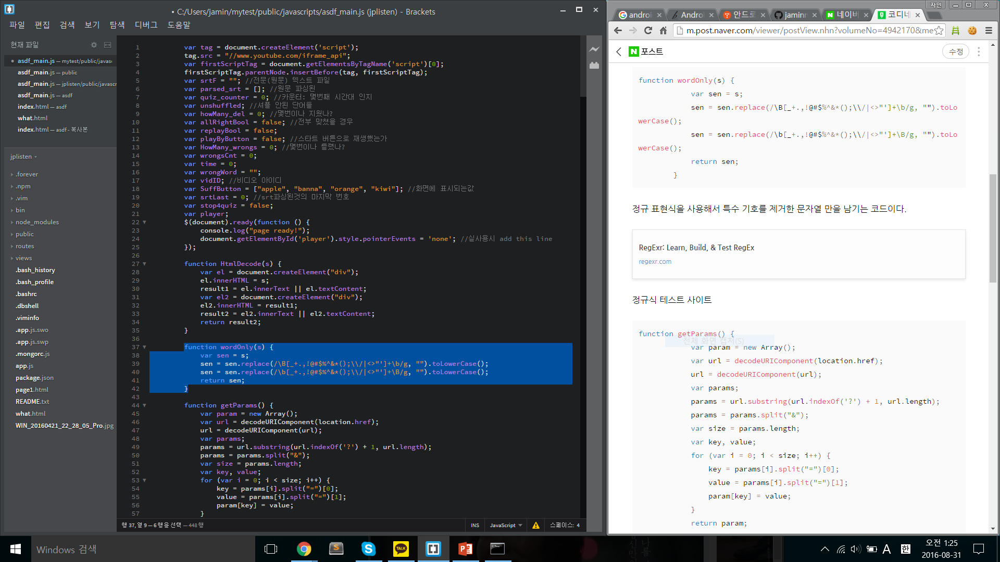 • C:/Users/jamin/mytest/public/javascripts/asdf_main.js (jplisten) - Brackets
파일 편집 검색 보기 탐색 디버그 도움말
현재 파일
• asdf_main.js — mytest/public/javas
asdf_main.js — public
asdf_main.js — jplisten/public/javascr
asdf_main.js — asdf
index.html — asdf
what.html
index.html — asdf - 복사본
jplisten
.forever
.npm
.vim
bin
node_modules
public
routes
views
.bash_history
.bash_profile
.bashrc
.dbshell
.viminfo
.app.js.swo
.app.js.swp
.mongorc.js
app.js
package.json
page1.html
README.txt
what.html
WIN_20160421_22_28_05_Pro.jpg
1 var tag = document.createElement('script');
2 tag.src = "//www.youtube.com/iframe_api";
3 var firstScriptTag = document.getElementsByTagName('script')[0];
4 firstScriptTag.parentNode.insertBefore(tag, firstScriptTag);
5 var srtF = ""; //전문(원문) 텍스트 파일
6 var parsed_srt = []; //원문 파싱된
7 var quiz_counter = 0; //카운터: 몇번째 시간대 인지
8 var unshuffled; //셔플 안된 단어들
9 var howMany_del = 0; //몇번이나 지웠나?
10 var allRightBool = false; //전부 맞췄을 경우
11 var replayBool = false;
12 var playByButton = false; //스타트 버튼으로 재생했는가
13 var HowMany_wrongs = 0; //몇번이나 틀렸나?
14 var wrongsCnt = 0;
15 var time = 0;
16 var wrongWord = "";
17 var vidID; //비디오 아이디
18 var SuffButton = ["apple", "banna", "orange", "kiwi"]; //화면에 표시되는값
19 var srtLast = 0; //srt파싱된것의 마지막 번호
20 var stop4quiz = false;
21 var player;
22 $(document).ready(function () {
23 console.log("page ready!");
24 document.getElementById('player').style.pointerEvents = 'none'; //실사용시 add this line
25 });
26
27 function HtmlDecode(s) {
28 var el = document.createElement("div");
29 el.innerHTML = s;
30 result1 = el.innerText || el.textContent;
31 var el2 = document.createElement("div");
32 el2.innerHTML = result1;
33 result2 = el2.innerText || el2.textContent;
34 return result2;
35 }
36
37 function wordOnly(s) {
38 var sen = s;
39 sen = sen.replace(/\B[_+.,!@#$%^&*();\\/|<>"']+\b/g, "").toLowerCase();
40 sen = sen.replace(/\b[_+.,!@#$%^&*();\\/|<>"']+\B/g, "").toLowerCase();
41 return sen;
42 }
43
44 function getParams() {
45 var param = new Array();
46 var url = decodeURIComponent(location.href);
47 url = decodeURIComponent(url);
48 var params;
49 params = url.substring(url.indexOf('?') + 1, url.length);
50 params = params.split("&");
51 var size = params.length;
52 var key, value;
53 for (var i = 0; i < size; i++) {
54 key = params[i].split("=")[0];
55 value = params[i].split("=")[1];
56 param[key] = value;
57 }
행 37, 열 9 — 6 행을 선택 — 448 행
INS JavaScript 스페이스: 4
자민
androi Androi 안드로 jaminn 네이버 코디네
m.post.naver.com/viewer/postView.nhn?volumeNo=4942170&me
N 포스트 수정
function wordOnly(s) {
var sen = s;
sen = sen.replace(/\B[_+.,!@#$%^&*();\\/|<>"']+\b/g, "").toLo
werCase();
sen = sen.replace(/\b[_+.,!@#$%^&*();\\/|<>"']+\B/g, "").toLo
werCase();
return sen;
}
정규 표현식을 사용해서 특수 기호를 제거한 문자열 만을 남기는 코드이다.
RegExr: Learn, Build, & Test RegEx
regexr.com
정규식 테스트 사이트
function getParams() {
전체 화면 캡처(S)
var param = new Array();
var url = decodeURIComponent(location.href);
url = decodeURIComponent(url);
var params;
params = url.substring(url.indexOf('?') + 1, url.length);
params = params.split("&");
var size = params.length;
var key, value;
for (var i = 0; i < size; i++) {
key = params[i].split("=")[0];
value = params[i].split("=")[1];
param[key] = value;
}
return param;
Windows 검색
TALK
A 한
오전 1:25
2016-08-31